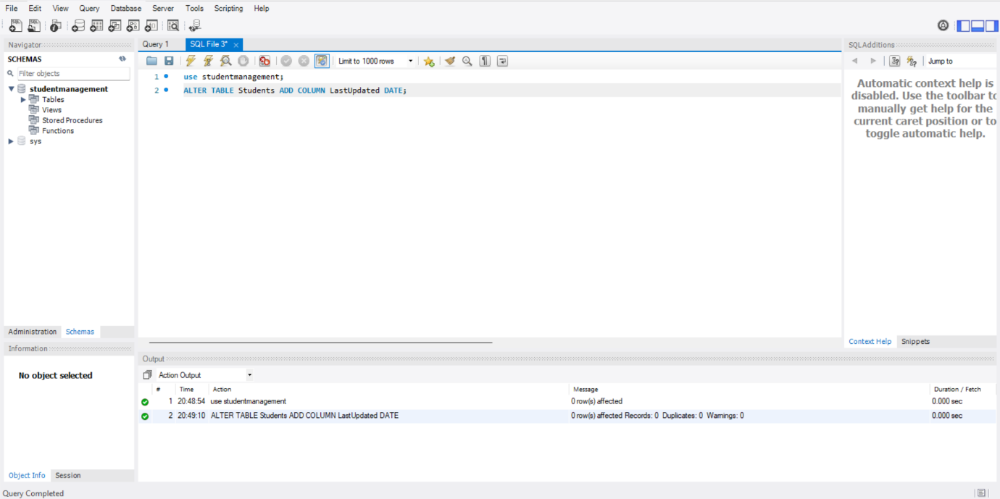 File Edit View Query Database Server Tools Scripting Help
Navigator
SCHEMAS
Filter objects
studentmanagement
Tables
Views
Stored Procedures
Functions
sys
Administration Schemas
Information
No object selected
Object Info Session
Query 1 SQL File 3* ×
Limit to 1000 rows
1 use studentmanagement;
2 ALTER TABLE Students ADD COLUMN LastUpdated DATE;
SQLAdditions
Jump to
Automatic context help is
disabled. Use the toolbar to
manually get help for the
current caret position or to
toggle automatic help.
Context Help Snippets
Output
Action Output
# Time Action Message Duration / Fetch
1 20:48:54 use studentmanagement 0 row(s) affected 0.000 sec
2 20:49:10 ALTER TABLE Students ADD COLUMN LastUpdated DATE 0 row(s) affected Records: 0 Duplicates: 0 Warnings: 0 0.000 sec
Query Completed